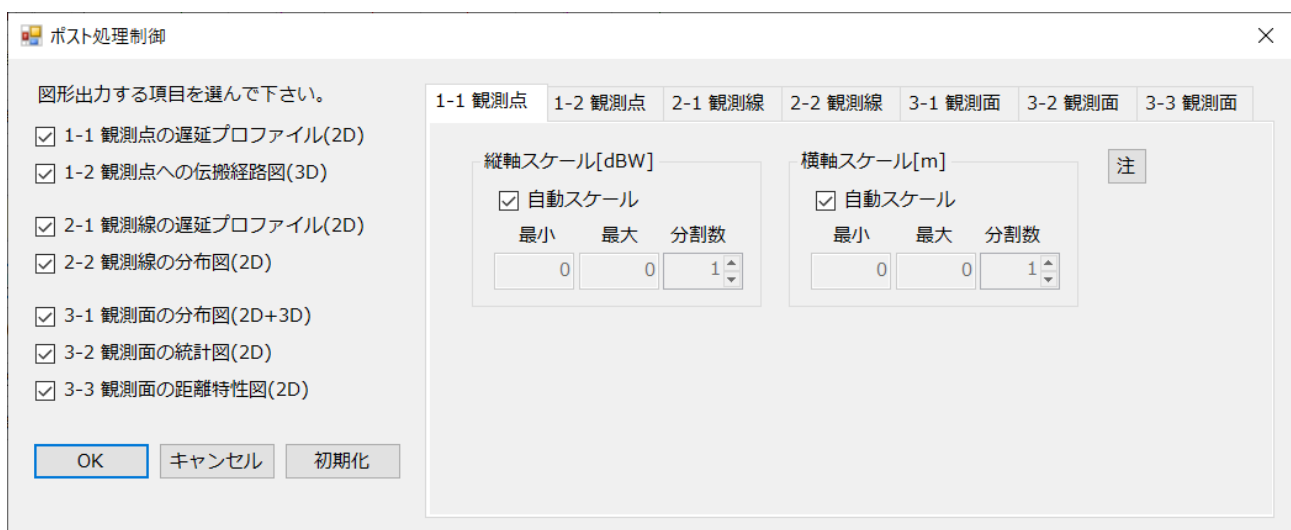 ポスト処理制御
図形出力する項目を選んで下さい。
1-1 観測点の遅延プロファイル(2D)
1-2 観測点への伝搬経路図(3D)
2-1 観測線の遅延プロファイル(2D)
2-2 観測線の分布図(2D)
3-1 観測面の分布図(2D+3D)
3-2 観測面の統計図(2D)
3-3 観測面の距離特性図(2D)
OK キャンセル 初期化
1-1 観測点 1-2 観測点 2-1 観測線 2-2 観測線 3-1 観測面 3-2 観測面 3-3 観測面
縦軸スケール[dBW]
自動スケール
最小 最大 分割数
0 0 1
横軸スケール[m]
自動スケール
最小 最大 分割数
0 0 1
注